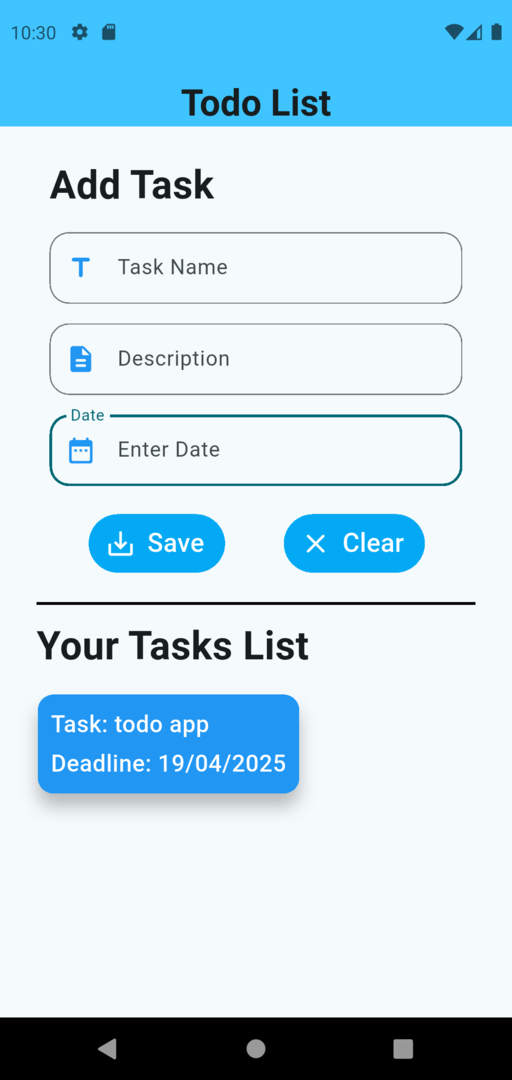 10:30
Todo List
Add Task
Task Name
Description
Date
Enter Date
Save
Clear
Your Tasks List
Task: todo app
Deadline: 19/04/2025